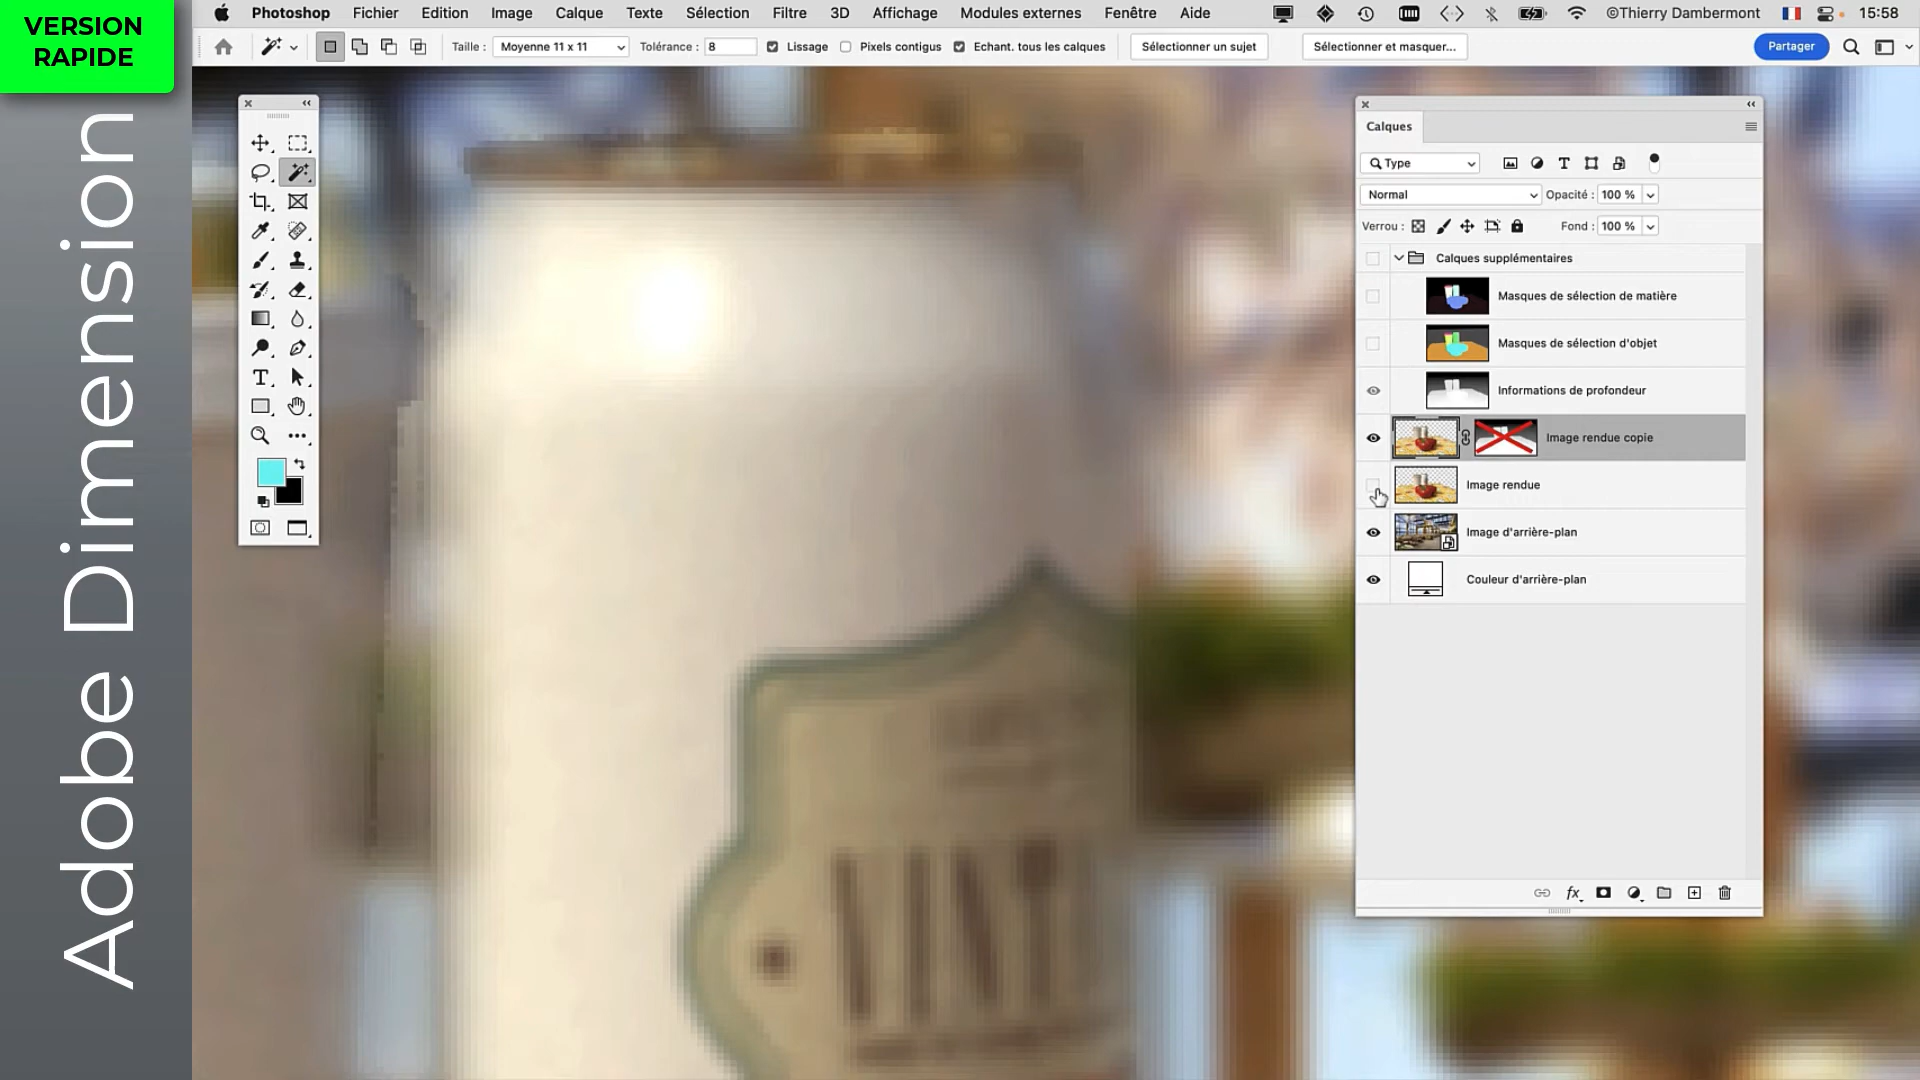 VERSION
RAPIDE
Adobe Dimension
Photoshop Fichier Edition Image Calque Texte Sélection Filtre 3D Affichage Modules externes Fenêtre Aide ©Thierry Dambermont 15:58
Taille : Moyenne 11 x 11 Tolérance : 8 Lissage Pixels contigus Echant. tous les calques Sélectionner un sujet Sélectionner et masquer... Partager
Calques
Type
Normal Opacité : 100 %
Verrou : Fond : 100 %
Calques supplémentaires
Masques de sélection de matière
Masques de sélection d'objet
Informations de profondeur
Image rendue copie
Image rendue
Image d'arrière-plan
Couleur d'arrière-plan